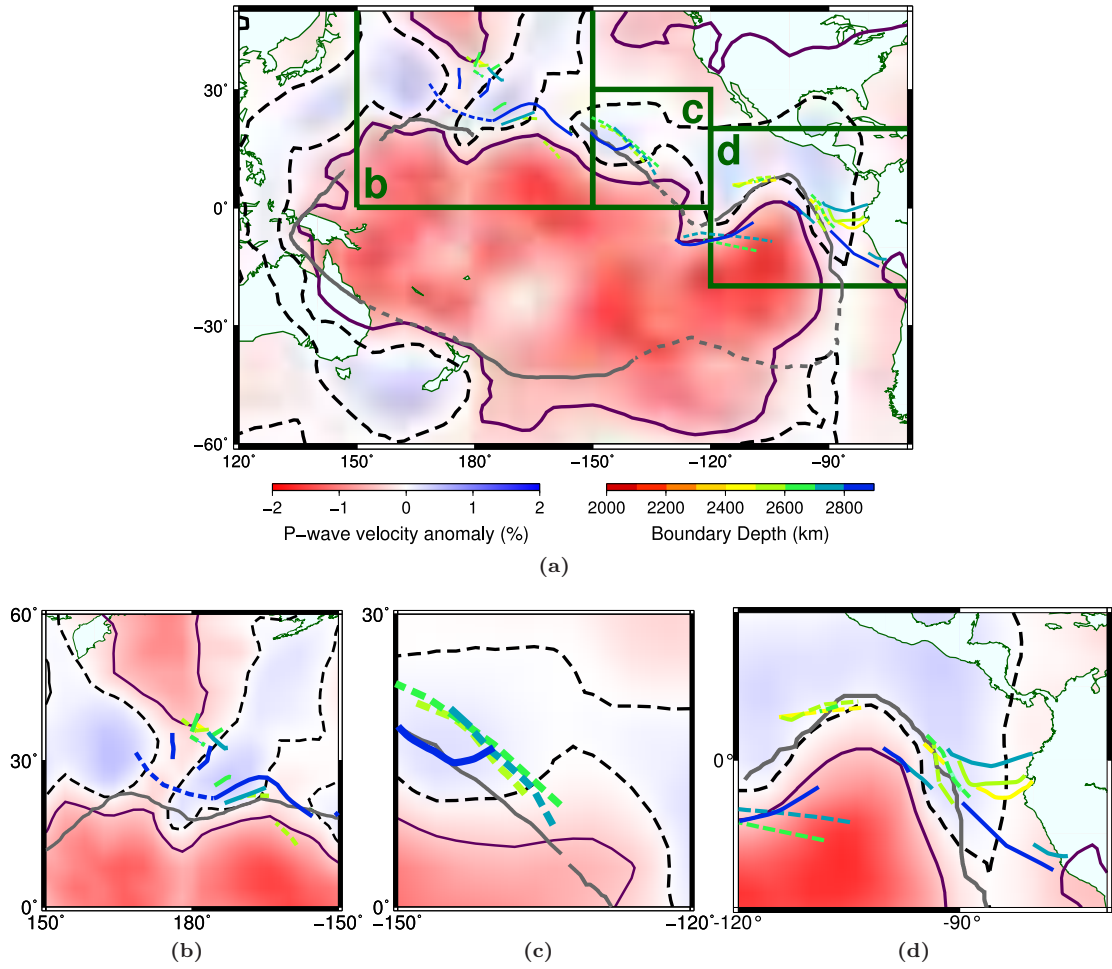 b
c
d
30˚
0˚
−30˚
−60˚
120˚ 150˚ 180˚ −150˚ −120˚ −90˚
−2 −1 0 1 2
P−wave velocity anomaly (%)
2000 2200 2400 2600 2800
Boundary Depth (km)
(a)
60˚
30˚
0˚
150˚ 180˚ −150˚
(b)
30˚
0˚
−150˚ −120˚
(c)
0˚
−120˚ −90˚
(d)